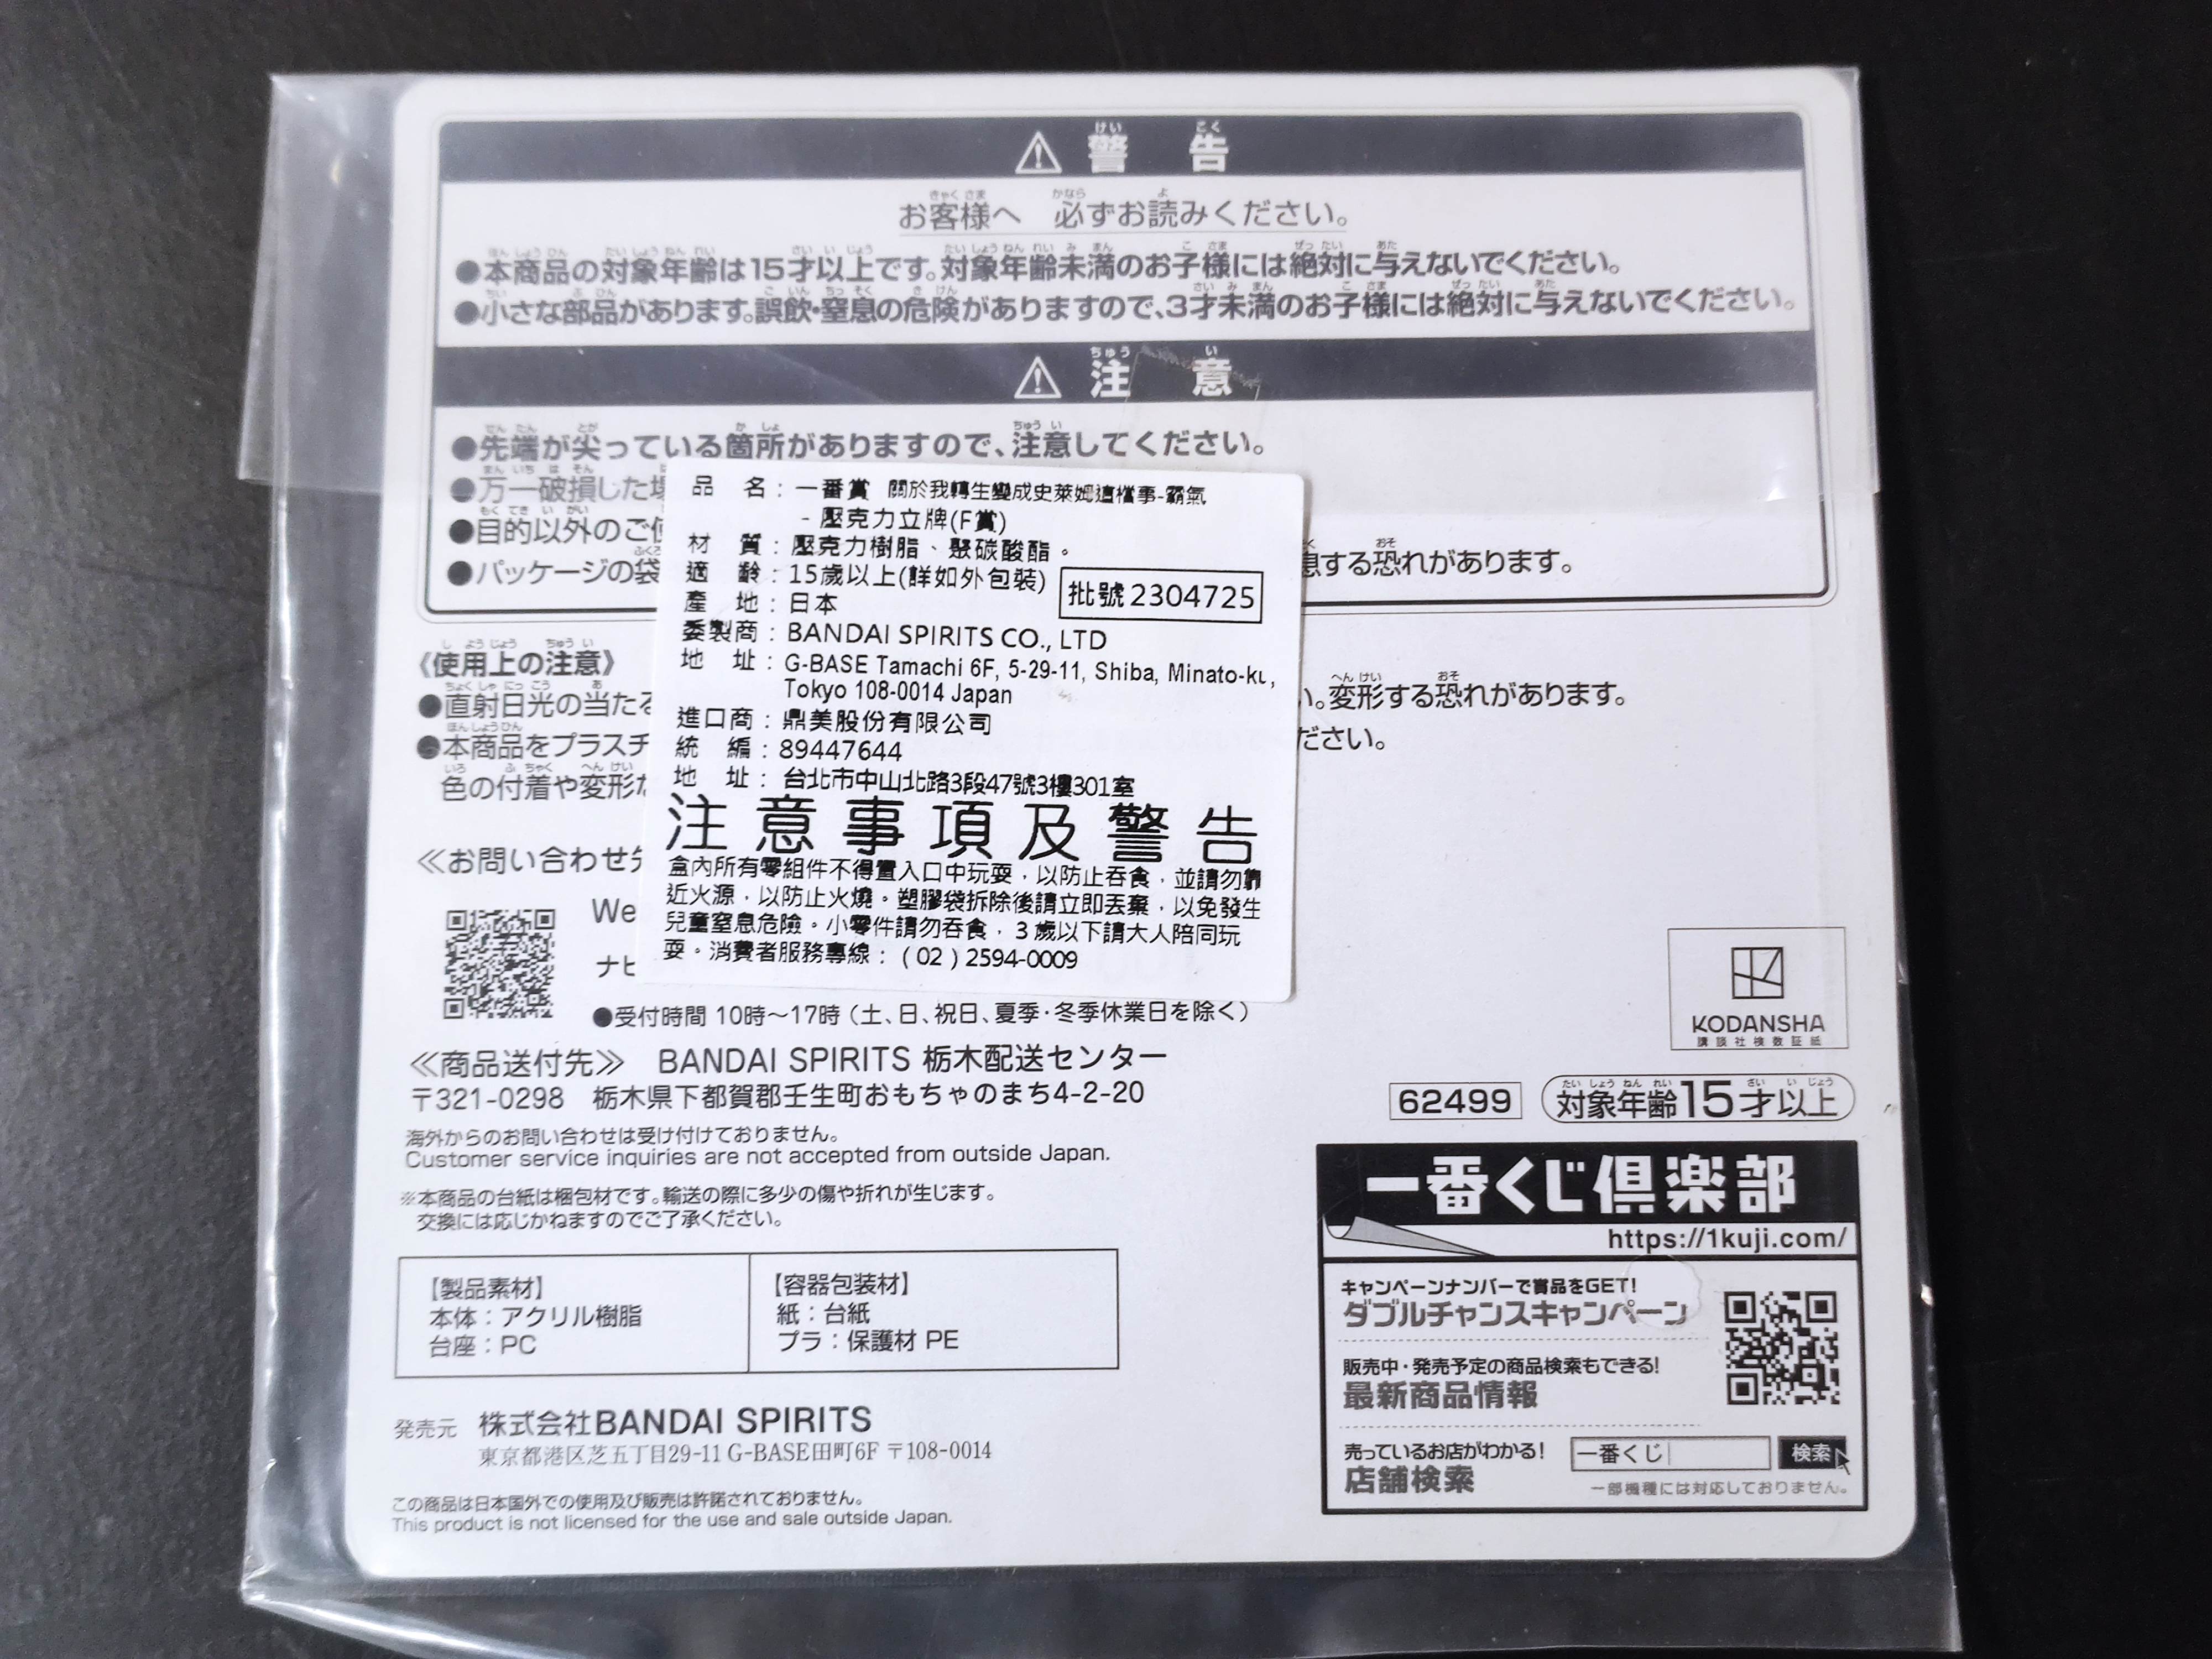 警告
お客様へ 必ずお読みください。
●本商品の対象年齢は15才以上です。対象年齢未満のお子様には絶対に与えないでください。
●小さな部品があります。誤飲・窒息の危険がありますので、3才未満のお子様には絶対に与えないでください。
注意
●先端が尖っている箇所がありますので、注意してください。
●万一破損した場
●目的以外のご使
●パッケージの袋
息する恐れがあります。
品名：一番賞 關於我轉生變成史萊姆這檔事-霸氣
- 壓克力立牌(F賞)
材質：壓克力樹脂、聚碳酸酯。
適齡：15歲以上(詳如外包裝)
批號2304725
產地：日本
委製商：BANDAI SPIRITS CO., LTD
地址：G-BASE Tamachi 6F, 5-29-11, Shiba, Minato-ku,
Tokyo 108-0014 Japan
進口商：鼎美股份有限公司
統編：89447644
地址：台北市中山北路3段47號3樓301室
注意事項及警告
盒內所有零組件不得置入口中玩耍，以防止吞食，並請勿靠
近火源，以防止火燒。塑膠袋拆除後請立即丟棄，以免發生
兒童窒息危險。小零件請勿吞食，3歲以下請大人陪同玩
耍。消費者服務專線：(02)2594-0009
《使用上の注意》
●直射日光の当たる
い。変形する恐れがあります。
●本商品をプラスチ
ださい。
色の付着や変形な
≪お問い合わせ先
We
ナビ
●受付時間 10時〜17時（土、日、祝日、夏季・冬季休業日を除く）
≪商品送付先≫ BANDAI SPIRITS 栃木配送センター
〒321-0298 栃木県下都賀郡壬生町おもちゃのまち4-2-20
海外からのお問い合わせは受け付けておりません。
Customer service inquiries are not accepted from outside Japan.
※本商品の台紙は梱包材です。輸送の際に多少の傷や折れが生じます。
交換には応じかねますのでご了承ください。
【製品素材】
本体：アクリル樹脂
台座：PC
【容器包装材】
紙：台紙
プラ：保護材 PE
発売元 株式会社BANDAI SPIRITS
東京都港区芝五丁目29-11 G-BASE田町6F 〒108-0014
この商品は日本国外での使用及び販売は許諾されておりません。
This product is not licensed for the use and sale outside Japan.
KODANSHA
講談社検数証紙
62499
対象年齢15才以上
一番くじ倶楽部
https://1kuji.com/
キャンペーンナンバーで賞品をGET!
ダブルチャンスキャンペーン
販売中・発売予定の商品検索もできる!
最新商品情報
売っているお店がわかる!
店舗検索
一番くじ
検索
一部機種には対応しておりません。